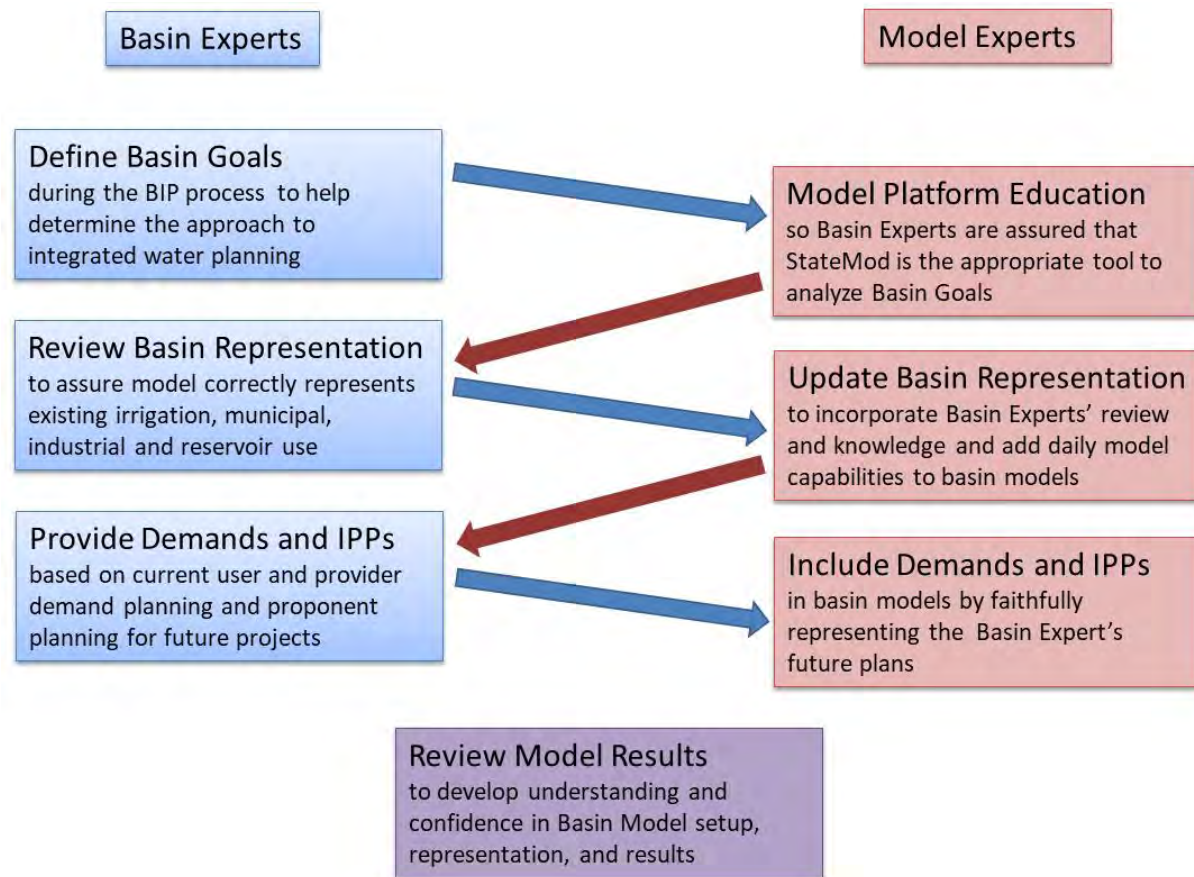 Basin Experts
Model Experts
Define Basin Goals
during the BIP process to help
determine the approach to
integrated water planning
Model Platform Education
so Basin Experts are assured that
StateMod is the appropriate tool to
analyze Basin Goals
Review Basin Representation
to assure model correctly represents
existing irrigation, municipal,
industrial and reservoir use
Update Basin Representation
to incorporate Basin Experts’ review
and knowledge and add daily model
capabilities to basin models
Provide Demands and IPPs
based on current user and provider
demand planning and proponent
planning for future projects
Include Demands and IPPs
in basin models by faithfully
representing the Basin Expert’s
future plans
Review Model Results
to develop understanding and
confidence in Basin Model setup,
representation, and results